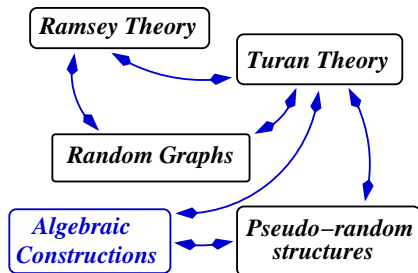 Ramsey Theory
Turan Theory
Random Graphs
Algebraic
Constructions
Pseudo-random
structures